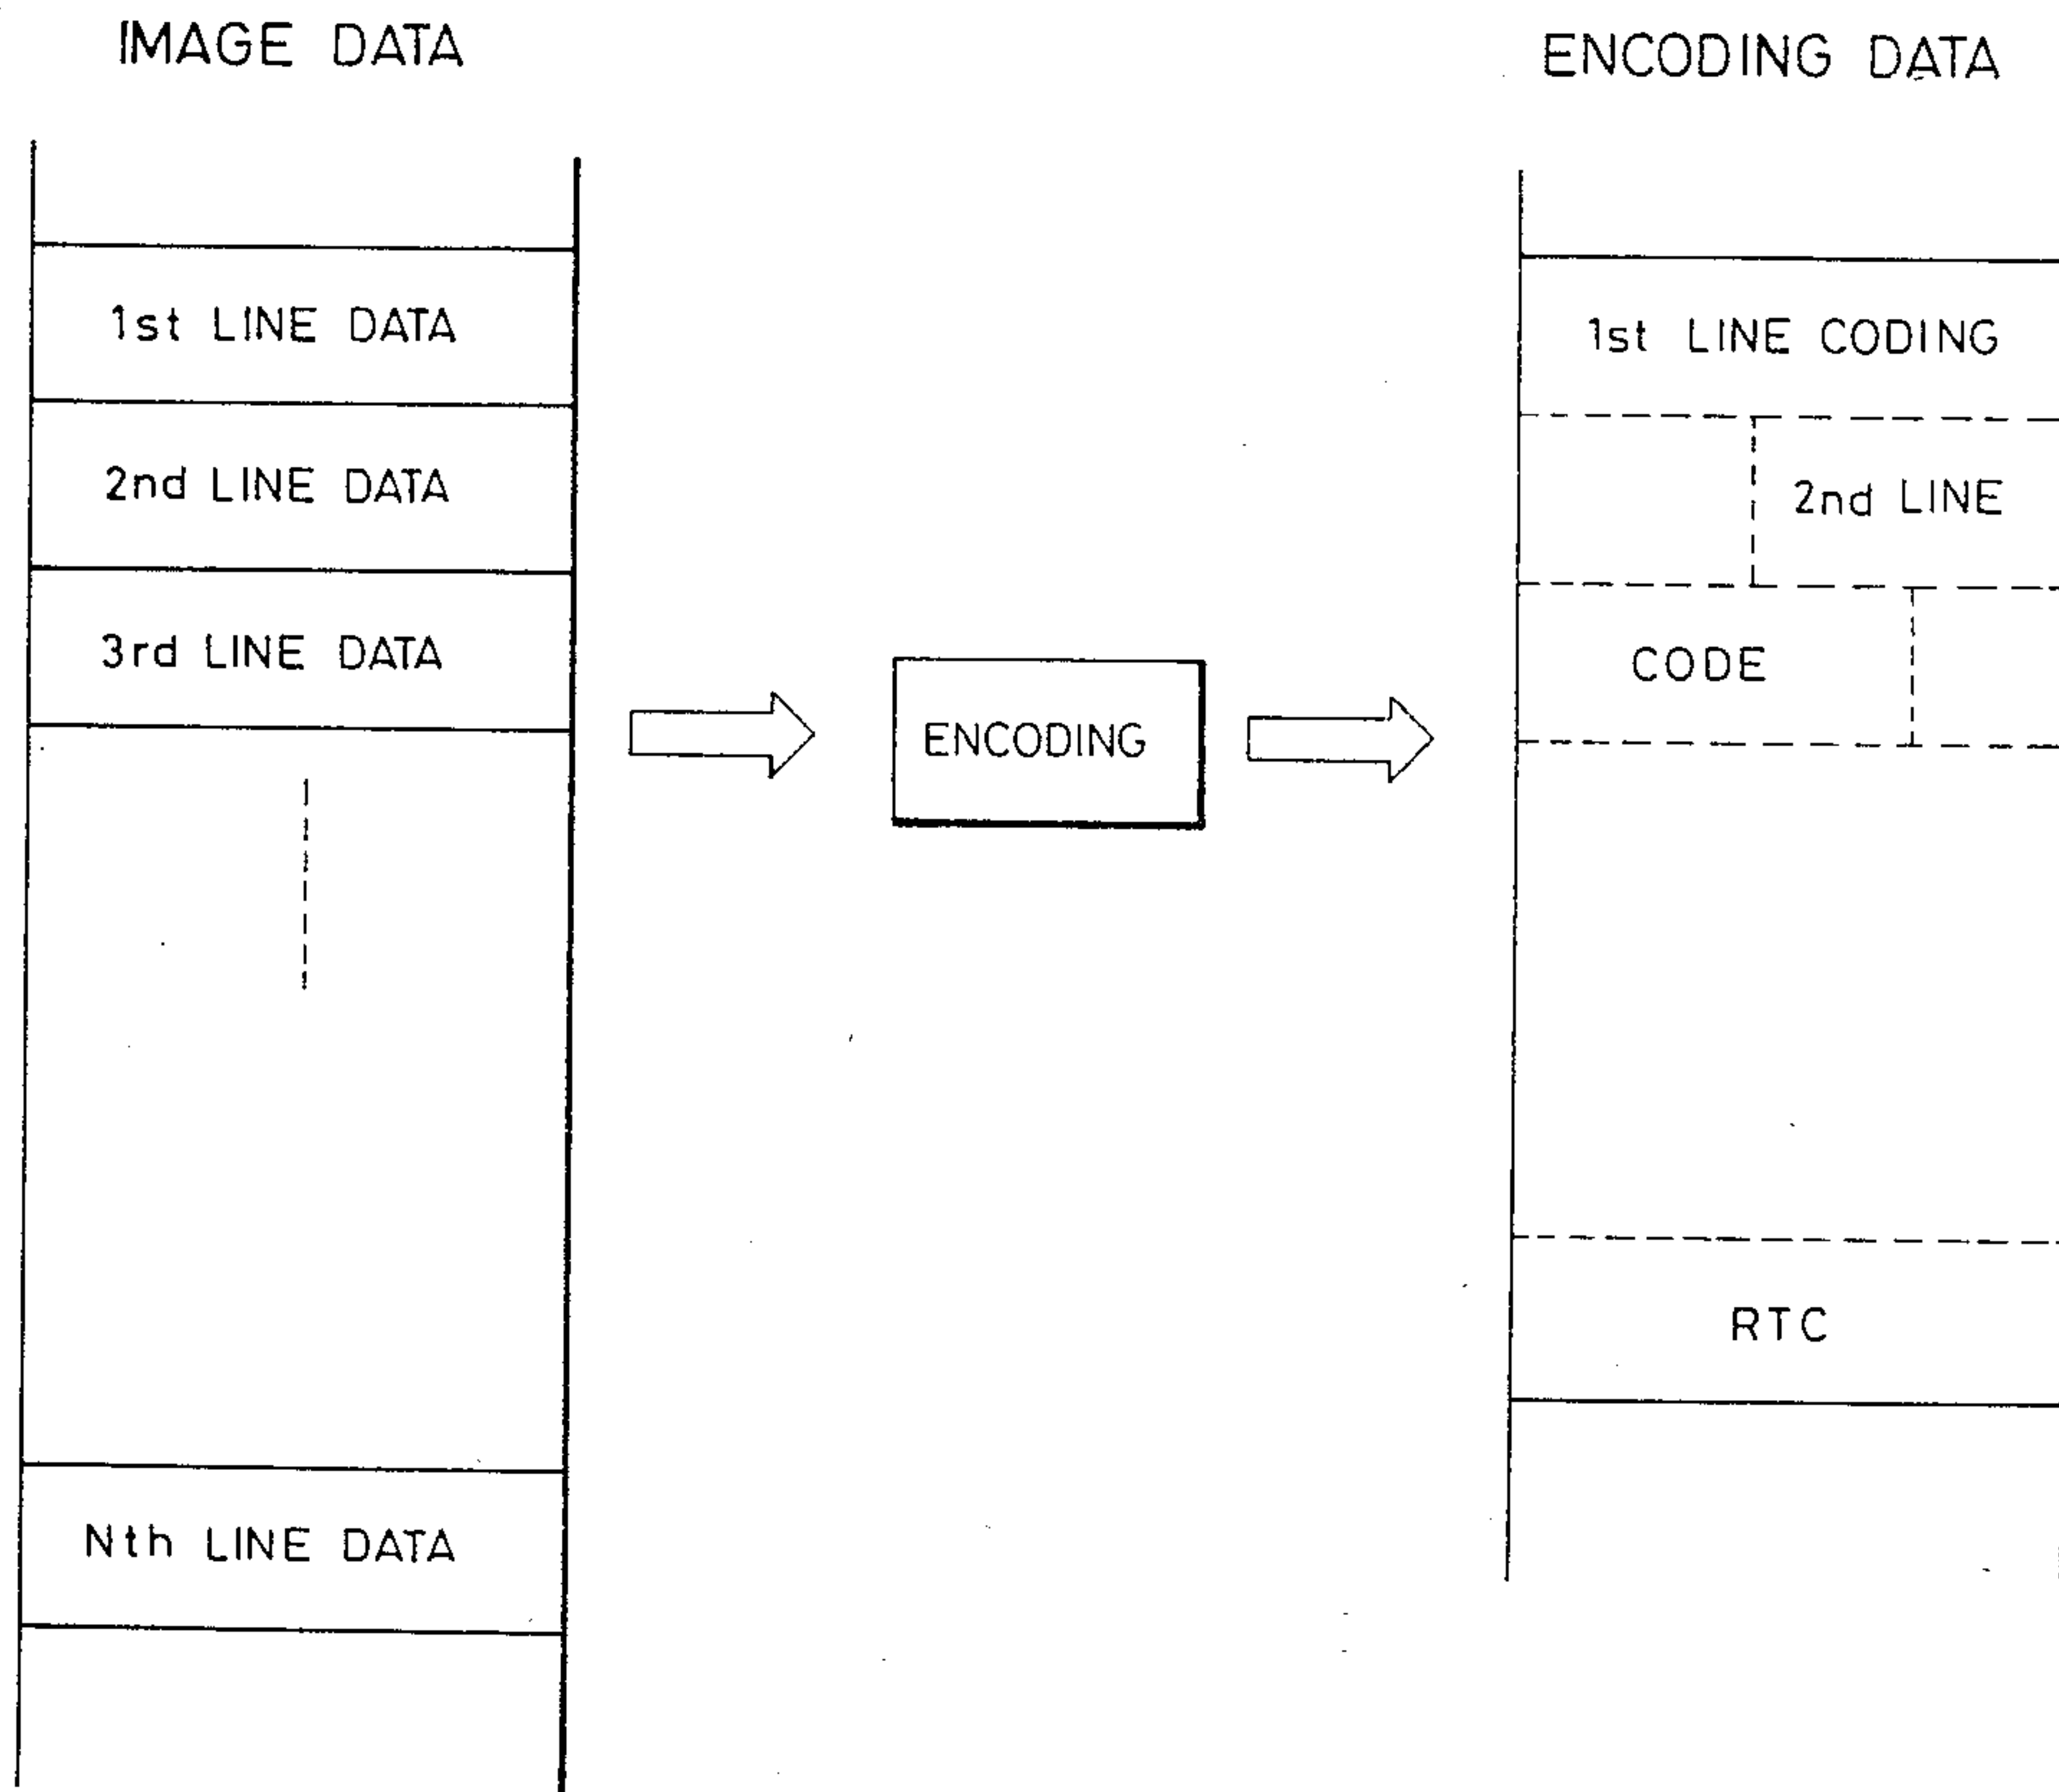 IMAGE DATA
1st LINE DATA
2nd LINE DATA
3rd LINE DATA
Nth LINE DATA
ENCODING
ENCODING DATA
1st LINE CODING
2nd LINE
CODE
RTC